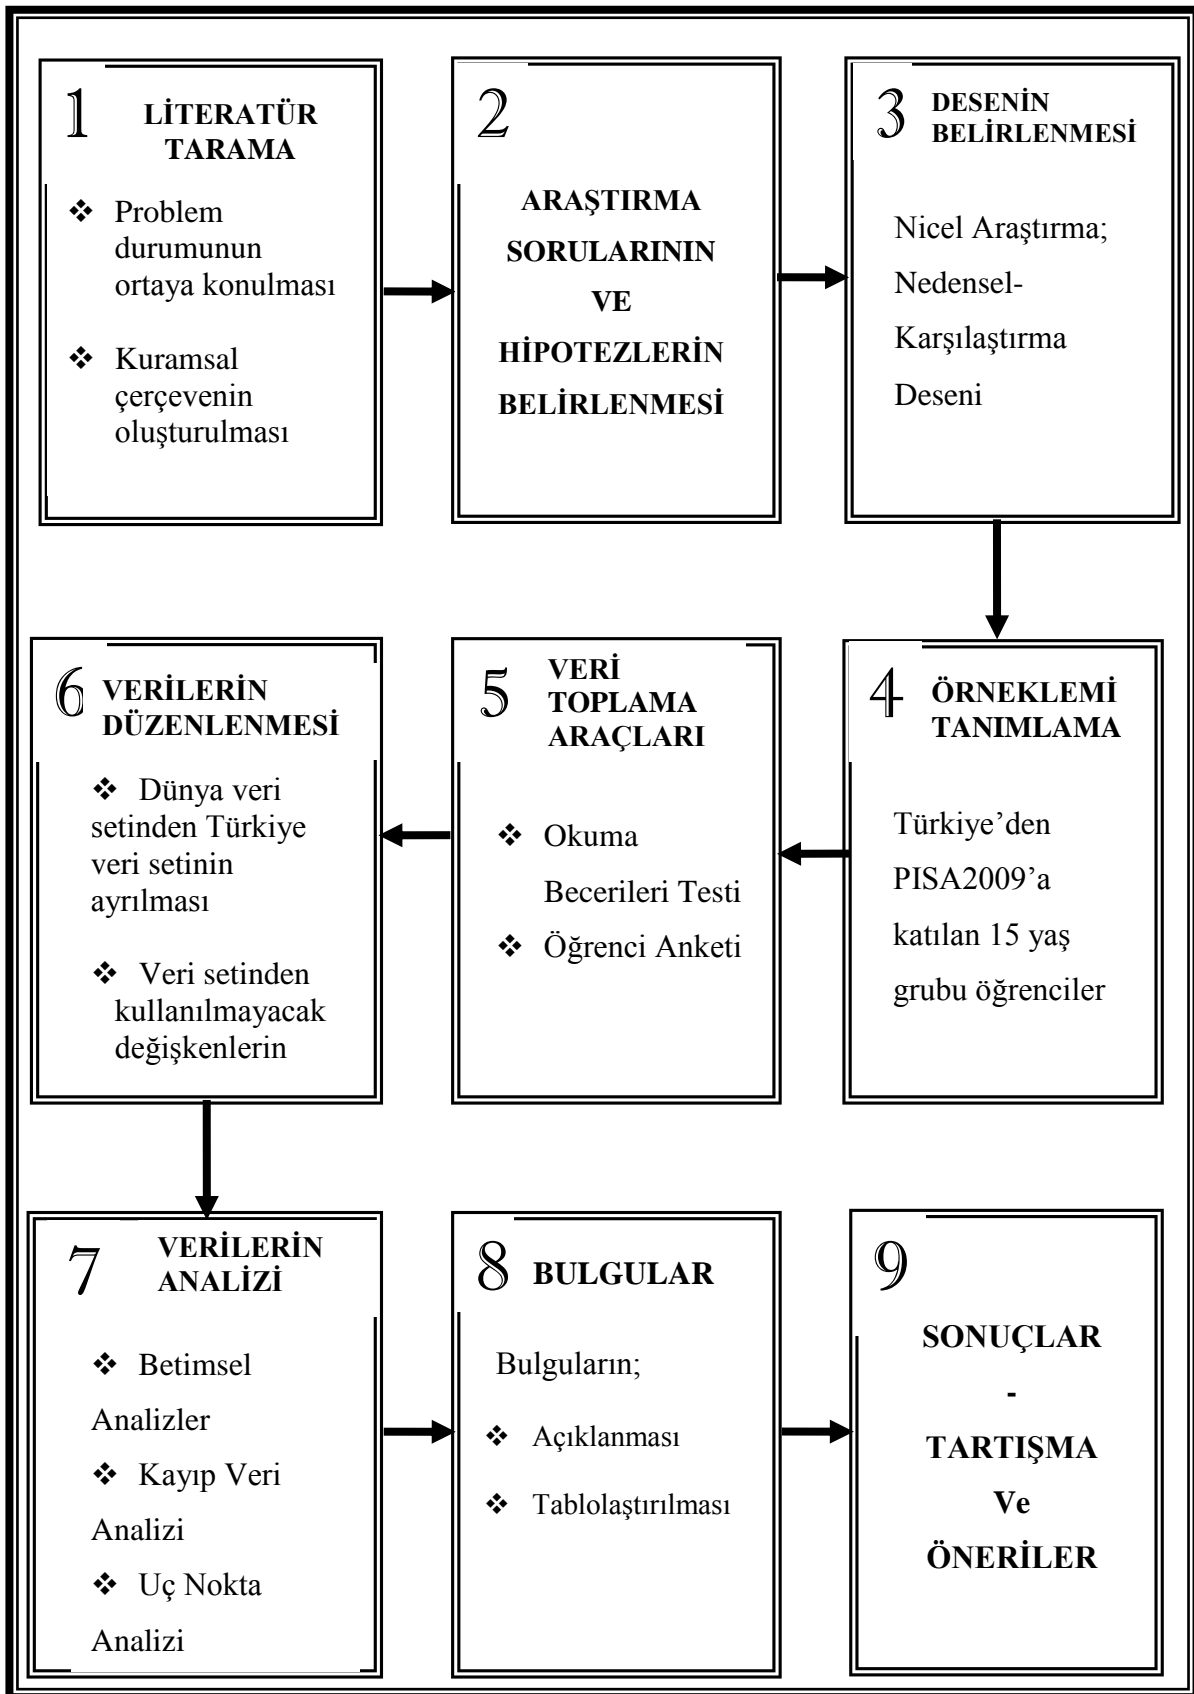 1
LİTERATÜR
TARAMA
❖ Problem
durumunun
ortaya konulması
❖ Kuramsal
çerçevenin
oluşturulması
2
ARAŞTIRMA
SORULARININ
VE
HİPOTEZLERİN
BELİRLENMESİ
3
DESENİN
BELİRLENMESİ
Nicel Araştırma;
Nedensel-
Karşılaştırma
Deseni
4
ÖRNEKLEMİ
TANIMLAMA
Türkiye’den
PISA2009’a
katılan 15 yaş
grubu öğrenciler
5
VERİ
TOPLAMA
ARAÇLARI
❖ Okuma
Becerileri Testi
❖ Öğrenci Anketi
6
VERİLERİN
DÜZENLENMESİ
❖ Dünya veri
setinden Türkiye
veri setinin
ayrılması
❖ Veri setinden
kullanılmayacak
değişkenlerin
7
VERİLERİN
ANALİZİ
❖ Betimsel
Analizler
❖ Kayıp Veri
Analizi
❖ Uç Nokta
Analizi
8
BULGULAR
Bulguların;
❖ Açıklanması
❖ Tablolaştırılması
9
SONUÇLAR
-
TARTIŞMA
Ve
ÖNERİLER